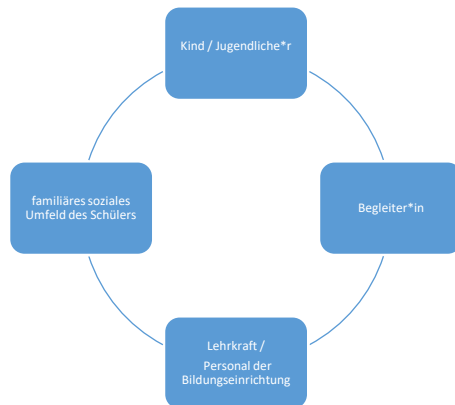 Kind / Jugendliche*r
familiäres soziales
Umfeld des Schülers
Begleiter*in
Lehrkraft /
Personal der
Bildungseinrichtung